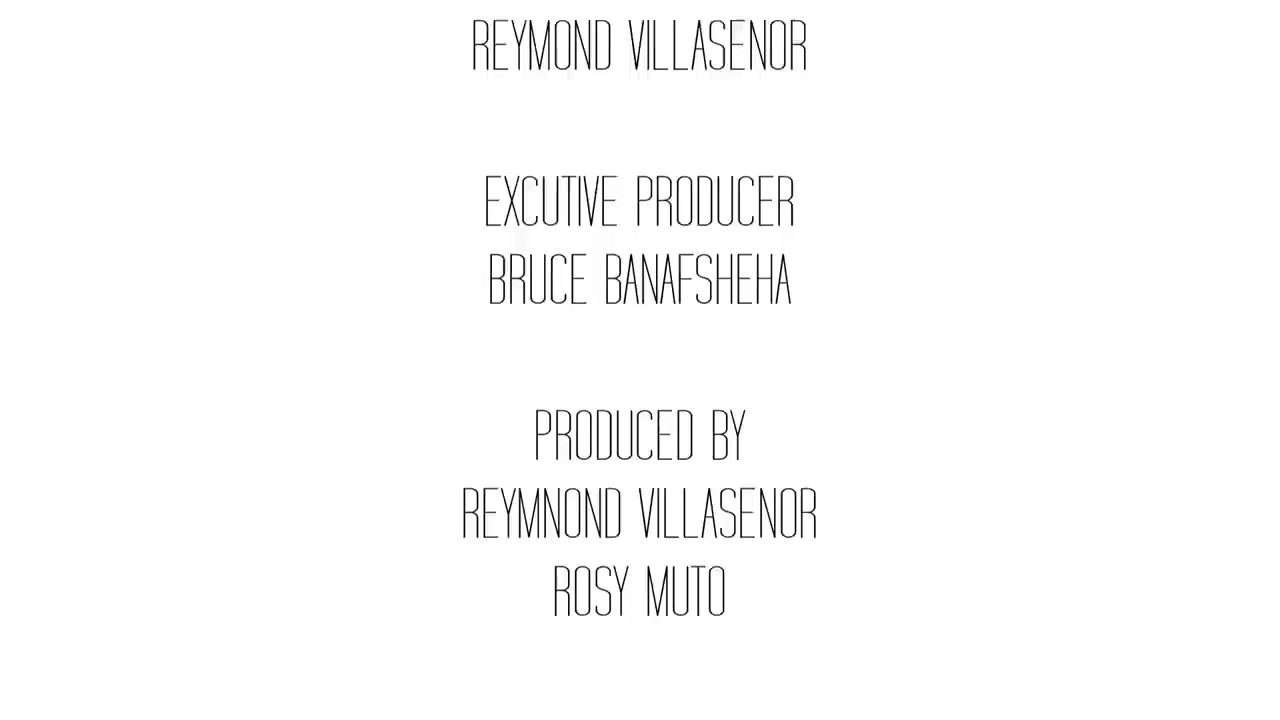 REYMOND VILLASENOR
EXCUTIVE PRODUCER
BRUCE BANAFSHEHA
PRODUCED BY
REYMNOND VILLASENOR
ROSY MUTO